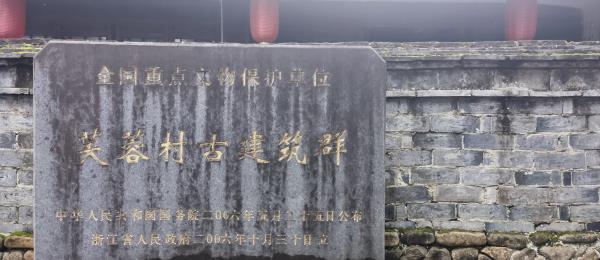 全国重点文物保护单位
芙蓉村古建筑群
中华人民共和国国务院二〇〇六年五月二十五日公布
浙江省人民政府二〇〇六年十月三十日立